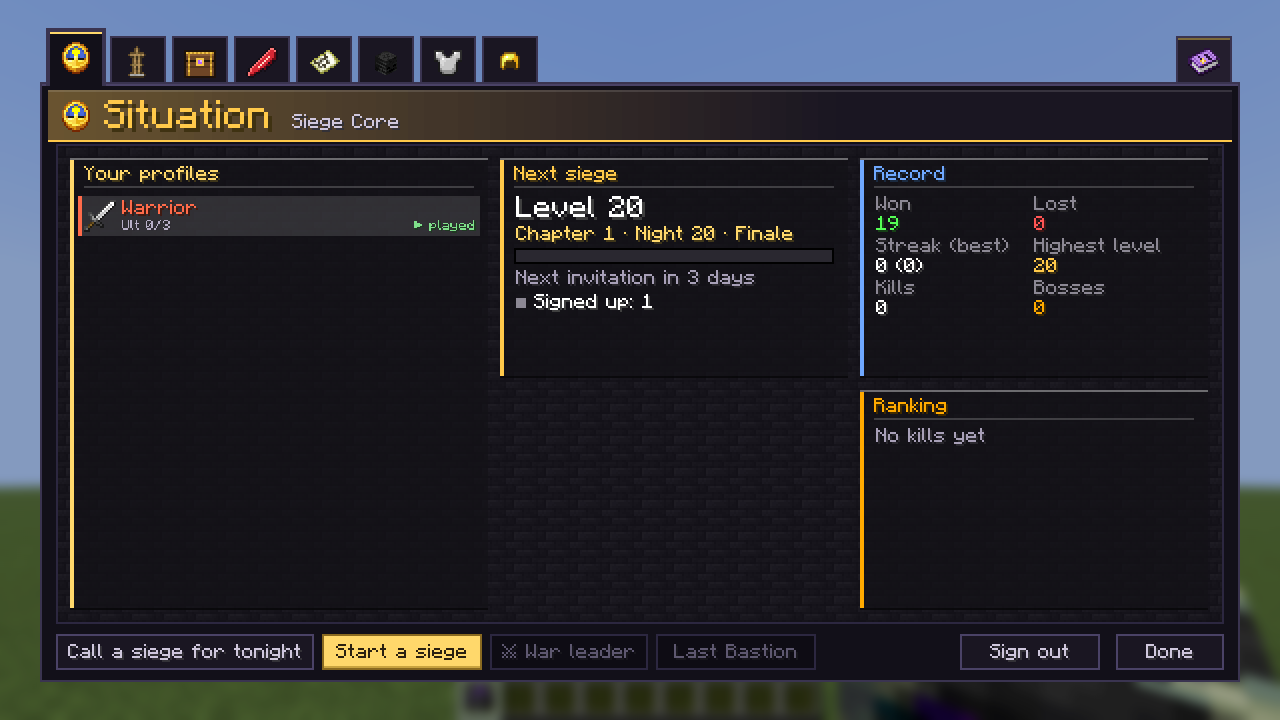 Situation Siege Core
Your profiles
Warrior
Ult 0/3
▶ played
Next siege
Level 20
Chapter 1 · Night 20 · Finale
Next invitation in 3 days
Signed up: 1
Record
Won Lost
19 0
Streak (best) Highest level
0 (0) 20
Kills Bosses
0 0
Ranking
No kills yet
Call a siege for tonight
Start a siege
⚔ War leader
Last Bastion
Sign out
Done